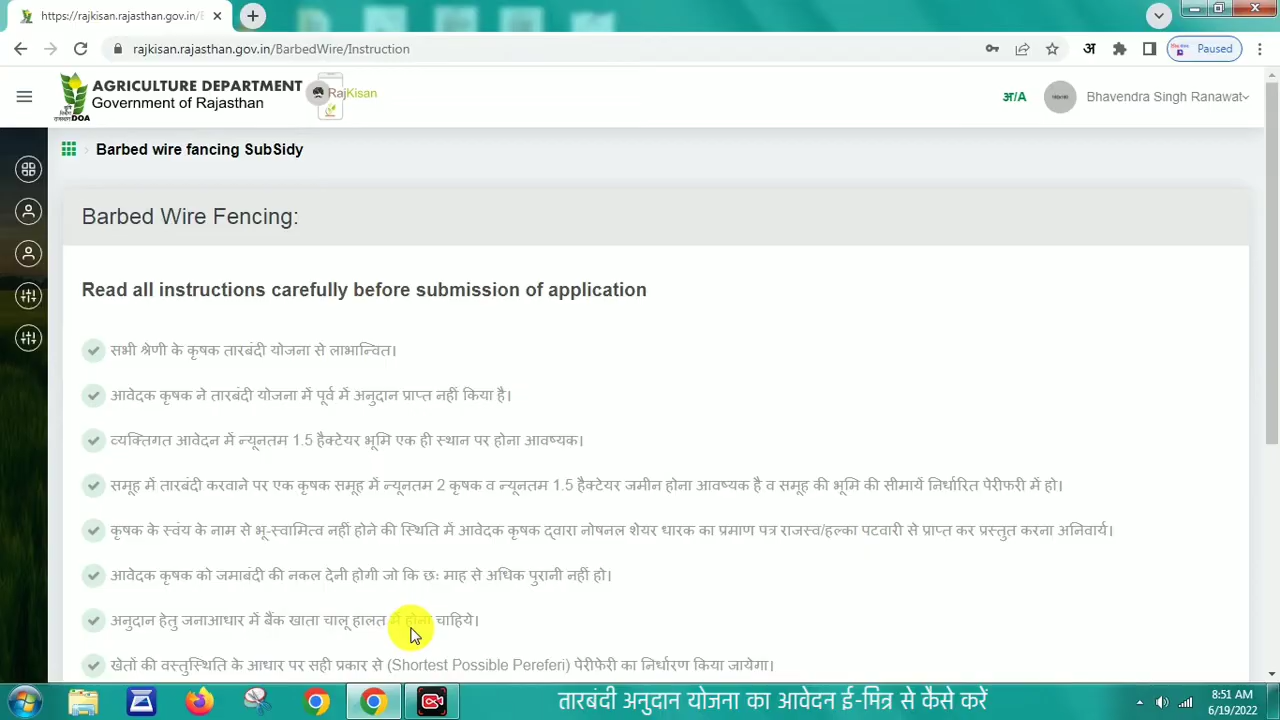 https://rajkisan.rajasthan.gov.in/
rajkisan.rajasthan.gov.in/BarbedWire/Instruction
अ
Paused
AGRICULTURE DEPARTMENT
Government of Rajasthan
DOA
RajKisan
अ/A
Bhavendra Singh Ranawat
Barbed wire fancing SubSidy
Barbed Wire Fencing:
Read all instructions carefully before submission of application
सभी श्रेणी के कृषक तारबंदी योजना से लाभान्वित।
आवेदक कृषक ने तारबंदी योजना में पूर्व में अनुदान प्राप्त नहीं किया है।
व्यक्तिगत आवेदन में न्यूनतम 1.5 हैक्टेयर भूमि एक ही स्थान पर होना आवष्यक।
समूह में तारबंदी करवाने पर एक कृषक समूह में न्यूनतम 2 कृषक व न्यूनतम 1.5 हैक्टेयर जमीन होना आवष्यक है व समूह की भूमि की सीमायें निर्धारित पेरीफरी में हो।
कृषक के स्वंय के नाम से भू-स्वामित्व नहीं होने की स्थिति में आवेदक कृषक द्वारा नोषनल शेयर धारक का प्रमाण पत्र राजस्व/हल्का पटवारी से प्राप्त कर प्रस्तुत करना अनिवार्य।
आवेदक कृषक को जमाबंदी की नकल देनी होगी जो कि छः माह से अधिक पुरानी नहीं हो।
अनुदान हेतु जनाआधार में बैंक खाता चालू हालत में होना चाहिये।
खेतों की वस्तुस्थिति के आधार पर सही प्रकार से (Shortest Possible Pereferi) पेरीफेरी का निर्धारण किया जायेगा।
तारबंदी अनुदान योजना का आवेदन ई-मित्र से कैसे करें
8:51 AM
6/19/2022